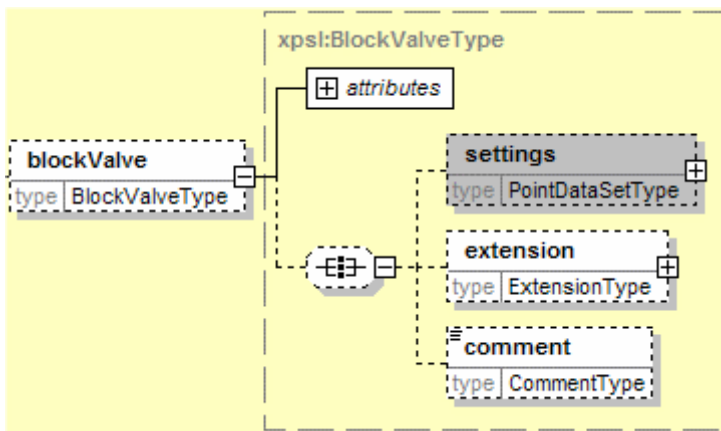 xpsl:BlockValveType
attributes
blockValve
type BlockValveType
settings
type PointDataSetType
extension
type ExtensionType
comment
type CommentType